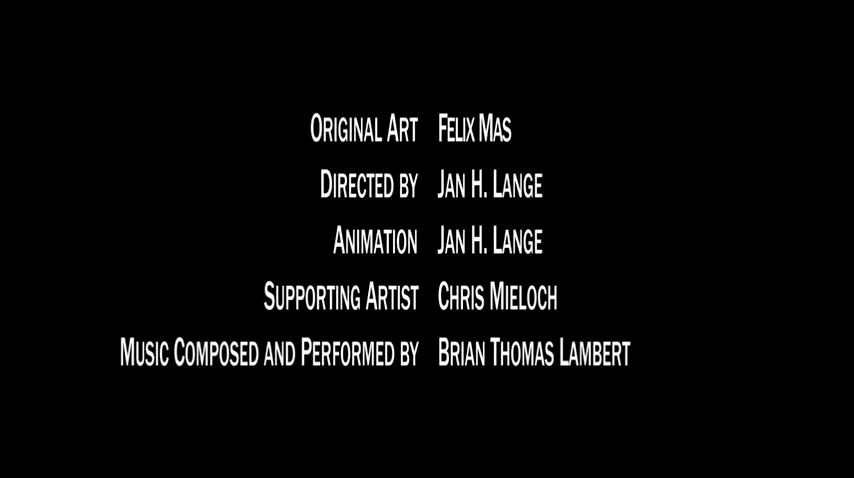 Original Art Felix Mas
Directed by Jan H. Lange
Animation Jan H. Lange
Supporting Artist Chris Mieloch
Music Composed and Performed by Brian Thomas Lambert